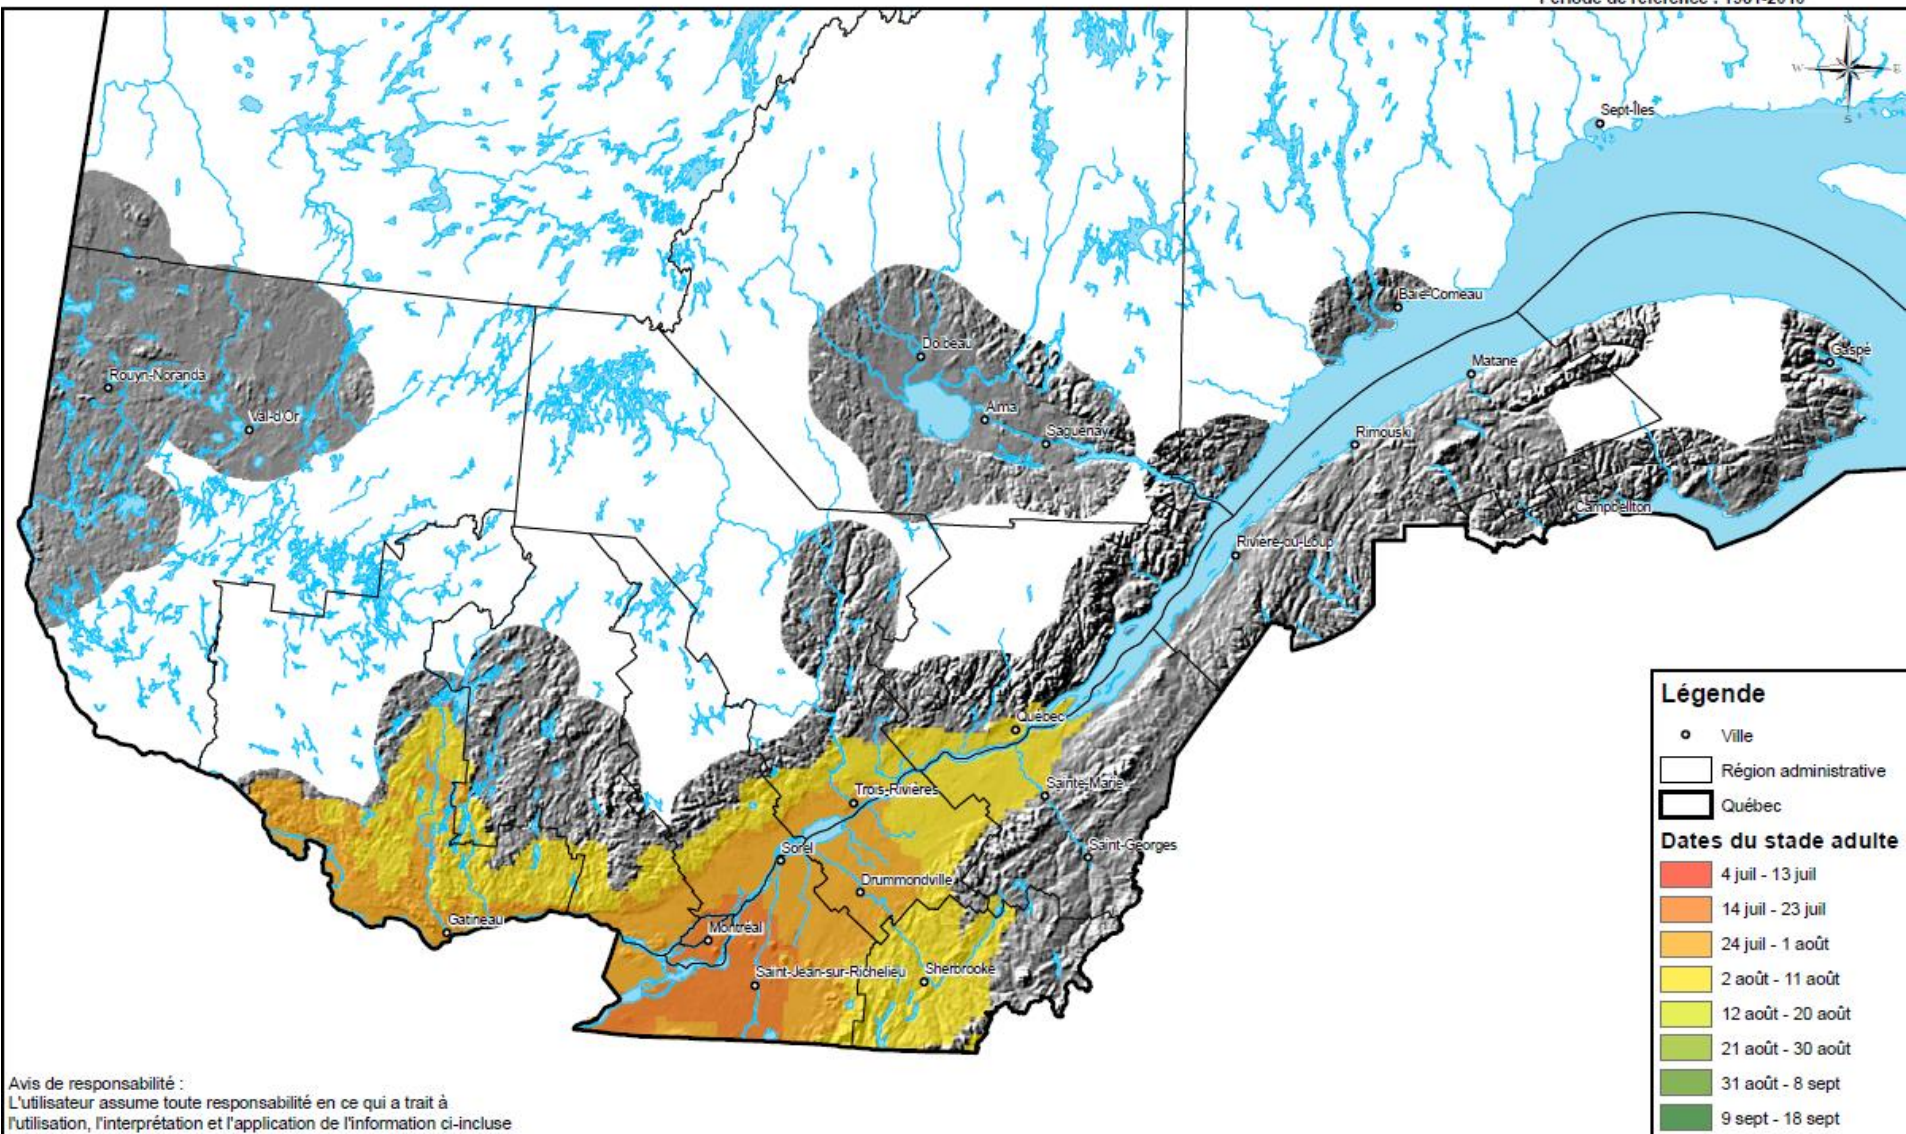 N
W
E
S
Sept-Îles
Baie-Comeau
Dolbeau
Gaspé
Matane
Rouyn-Noranda
Val-d'Or
Alma
Saguenay
Rimouski
Campbellton
Rivière-du-Loup
Québec
Trois-Rivières
Sainte-Marie
Sorel
Saint-Georges
Drummondville
Gatineau
Montréal
Saint-Jean-sur-Richelieu
Sherbrooke
Légende
Ville
Région administrative
Québec
Dates du stade adulte
4 juil - 13 juil
14 juil - 23 juil
24 juil - 1 août
2 août - 11 août
12 août - 20 août
21 août - 30 août
31 août - 8 sept
9 sept - 18 sept
Avis de responsabilité :
L'utilisateur assume toute responsabilité en ce qui a trait à
l'utilisation, l'interprétation et l'application de l'information ci-incluse